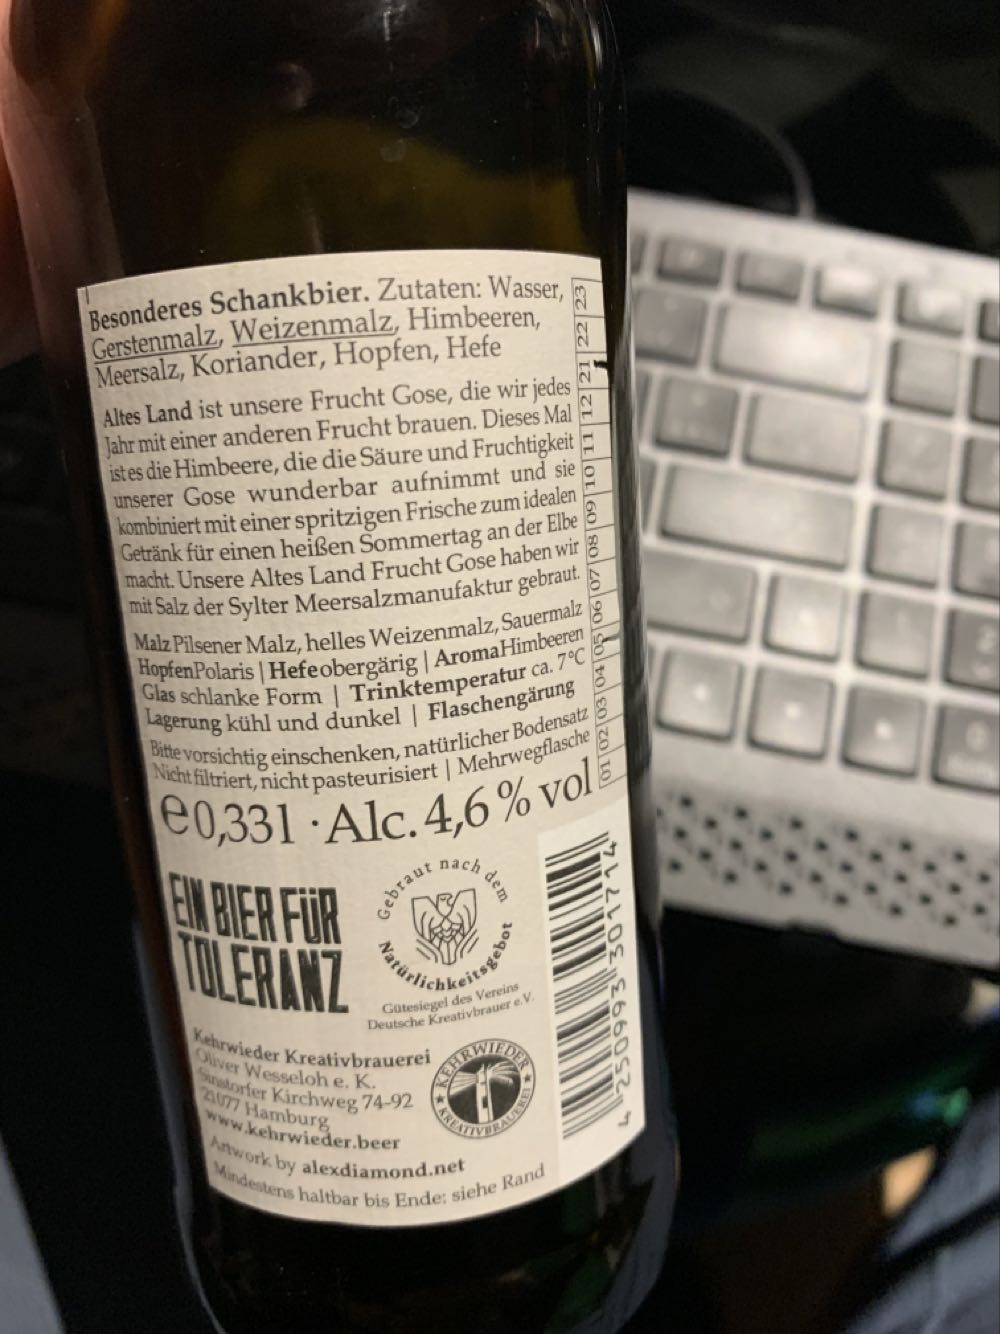 Besonderes Schankbier. Zutaten: Wasser,
Gerstenmalz, Weizenmalz, Himbeeren,
Meersalz, Koriander, Hopfen, Hefe
Altes Land ist unsere Frucht Gose, die wir jedes
Jahr mit einer anderen Frucht brauen. Dieses Mal
ist es die Himbeere, die die Säure und Fruchtigkeit
unserer Gose wunderbar aufnimmt und sie
kombiniert mit einer spritzigen Frische zum idealen
Getränk für einen heißen Sommertag an der Elbe
macht. Unsere Altes Land Frucht Gose haben wir
mit Salz der Sylter Meersalzmanufaktur gebraut.
Malz Pilsener Malz, helles Weizenmalz, Sauermalz
Hopfen Polaris | Hefe obergärig | Aroma Himbeeren
Glas schlanke Form | Trinktemperatur ca. 7°C
Lagerung kühl und dunkel | Flaschengärung
Bitte vorsichtig einschenken, natürlicher Bodensatz
Nicht filtriert, nicht pasteurisiert | Mehrwegflasche
01 02 03 04 05 06 07 08 09 10 11 12 21 22 23
e 0,33l · Alc. 4,6 % vol
EIN BIER FÜR
TOLERANZ
Gebraut nach dem
Natürlichkeitsgebot
Gütesiegel des Vereins
Deutsche Kreativbrauer e.V.
Kehrwieder Kreativbrauerei
Oliver Wesseloh e. K.
Sinstorfer Kirchweg 74-92
21077 Hamburg
www.kehrwieder.beer
KEHRWIEDER
KREATIVBRAUEREI
Artwork by alexdiamond.net
Mindestens haltbar bis Ende: siehe Rand
4 250993 301714